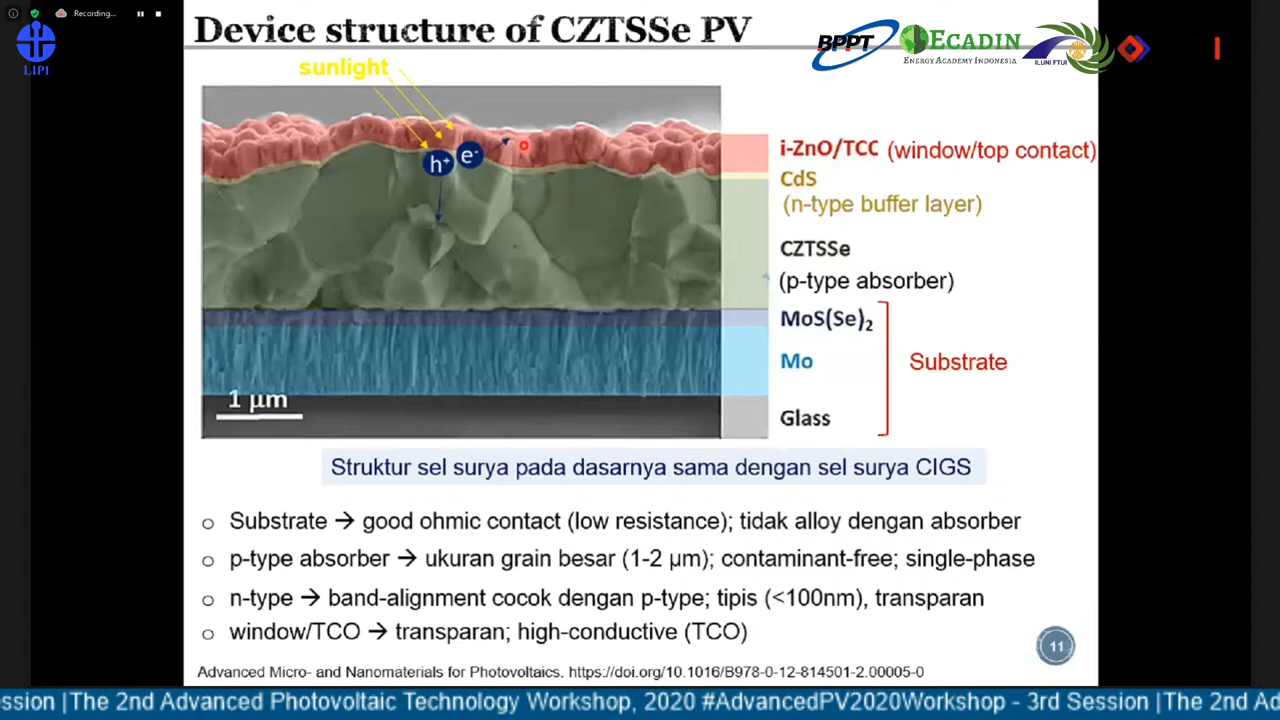 Recording...
LIPI
Device structure of CZTSSe PV
BPPT
ECADIN
ENERGY ACADEMY INDONESIA
ILUNI FTUI
sunlight
h⁺
e⁻
i-ZnO/TCC (window/top contact)
CdS
(n-type buffer layer)
CZTSSe
(p-type absorber)
MoS(Se)₂
Mo
Substrate
Glass
1 µm
Struktur sel surya pada dasarnya sama dengan sel surya CIGS
o Substrate → good ohmic contact (low resistance); tidak alloy dengan absorber
o p-type absorber → ukuran grain besar (1-2 µm); contaminant-free; single-phase
o n-type → band-alignment cocok dengan p-type; tipis (<100nm), transparan
o window/TCO → transparan; high-conductive (TCO)
11
Advanced Micro- and Nanomaterials for Photovoltaics. https://doi.org/10.1016/B978-0-12-814501-2.00005-0
ession |The 2nd Advanced Photovoltaic Technology Workshop, 2020 #AdvancedPV2020Workshop - 3rd Session |The 2nd Ad